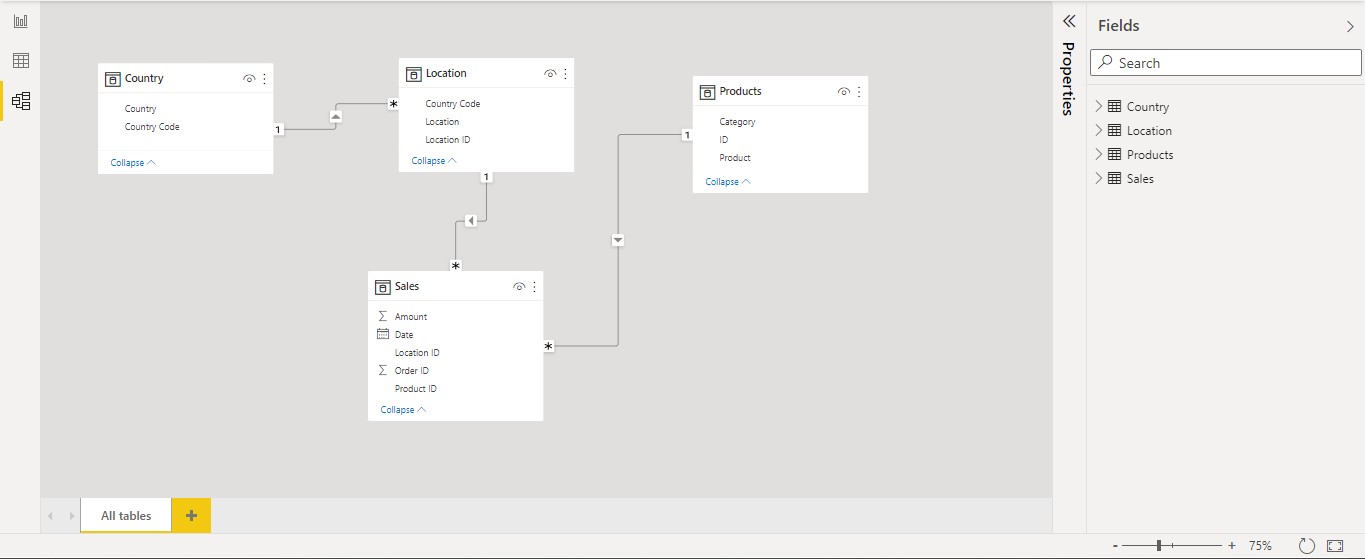 Country
Country
Country Code
Collapse
1
*
Location
Country Code
Location
Location ID
Collapse
1
*
Products
Category
ID
Product
Collapse
1
*
Sales
Σ Amount
Date
Location ID
Σ Order ID
Product ID
Collapse
Properties
Fields
Search
Country
Location
Products
Sales
All tables
+
- + 75%